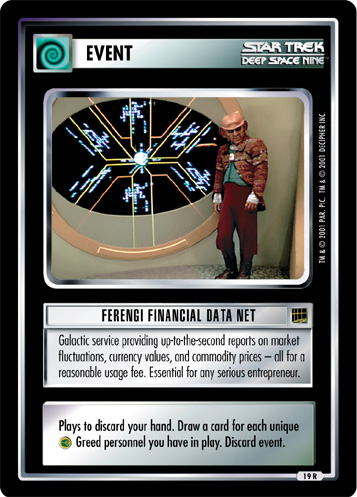 EVENT
STAR TREK
DEEP SPACE NINE
TM & © 2001 PAR. PIC. TM & © 2001 DECIPHER INC.
FERENGI FINANCIAL DATA NET
Galactic service providing up-to-the-second reports on market
fluctuations, currency values, and commodity prices – all for a
reasonable usage fee. Essential for any serious entrepreneur.
Plays to discard your hand. Draw a card for each unique
Greed personnel you have in play. Discard event.
19 R